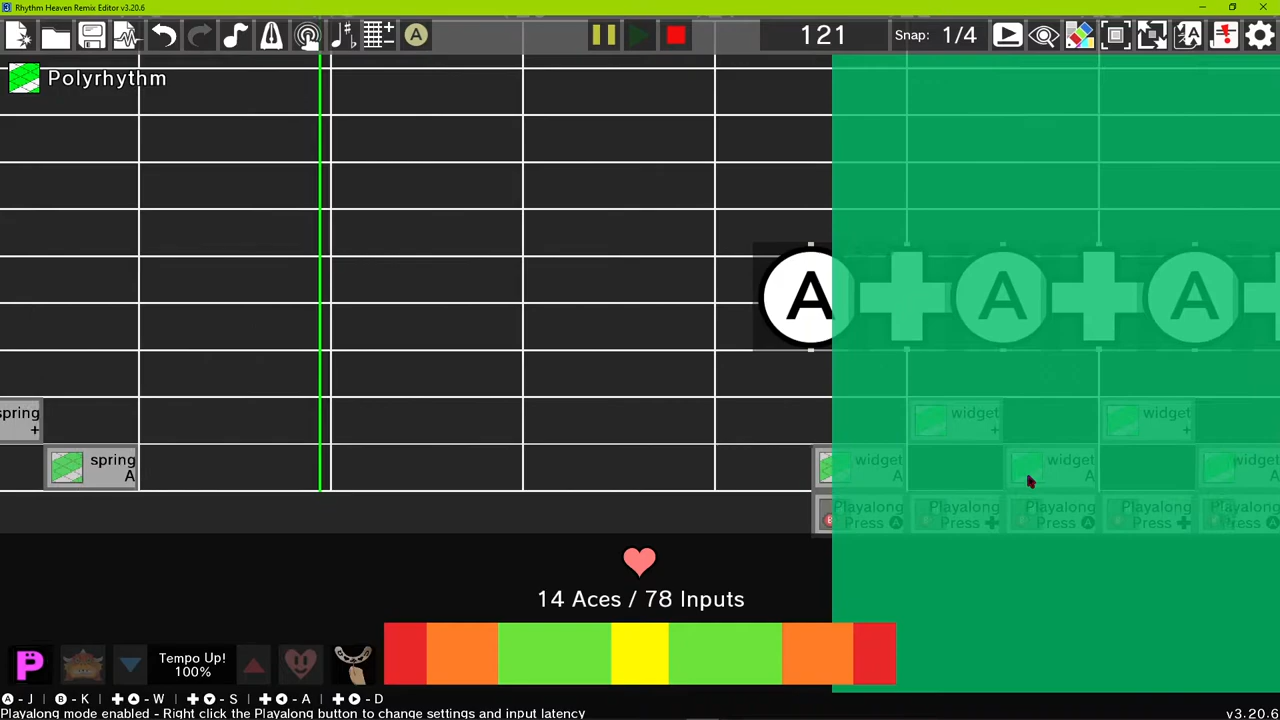 Rhythm Heaven Remix Editor v3.20.6
A
121
Snap: 1/4
A
Polyrhythm
A + A + A
spring
+
widget
+
widget
+
spring
A
widget
A
widget
A
widget
A
Playalong
Press A
Playalong
Press +
Playalong
Press A
Playalong
Press +
Playalong
Press A
14 Aces / 78 Inputs
P
Tempo Up!
100%
A - J B - K + ▲ - W + ▼ - S + ◀ - A + ▶ - D
Playalong mode enabled - Right click the Playalong button to change settings and input latency
v3.20.6